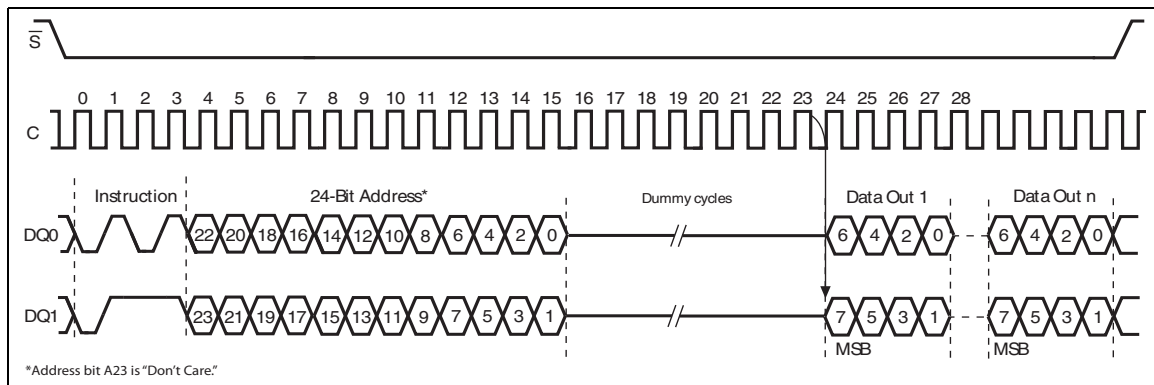 S
0 1 2 3 4 5 6 7 8 9 10 11 12 13 14 15 16 17 18 19 20 21 22 23 24 25 26 27 28
C
Instruction 24-Bit Address* Dummy cycles Data Out 1 Data Out n
DQ0 22 20 18 16 14 12 10 8 6 4 2 0 6 4 2 0 6 4 2 0
DQ1 23 21 19 17 15 13 11 9 7 5 3 1 7 5 3 1 7 5 3 1
MSB MSB
*Address bit A23 is "Don't Care."